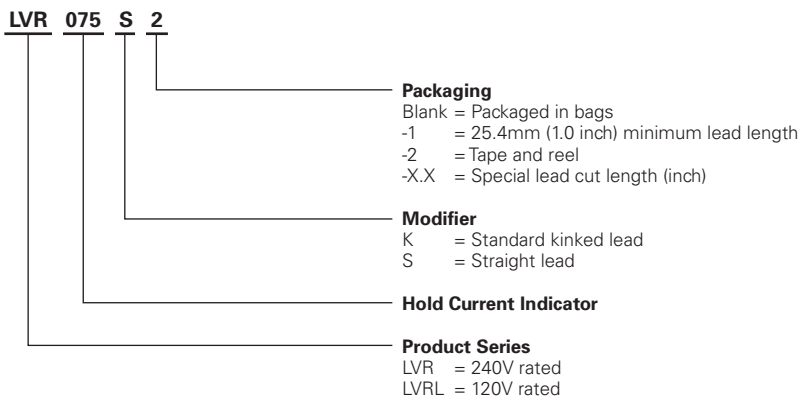 LVR 075 S 2
Packaging
Blank = Packaged in bags
-1 = 25.4mm (1.0 inch) minimum lead length
-2 = Tape and reel
-X.X = Special lead cut length (inch)
Modifier
K = Standard kinked lead
S = Straight lead
Hold Current Indicator
Product Series
LVR = 240V rated
LVRL = 120V rated